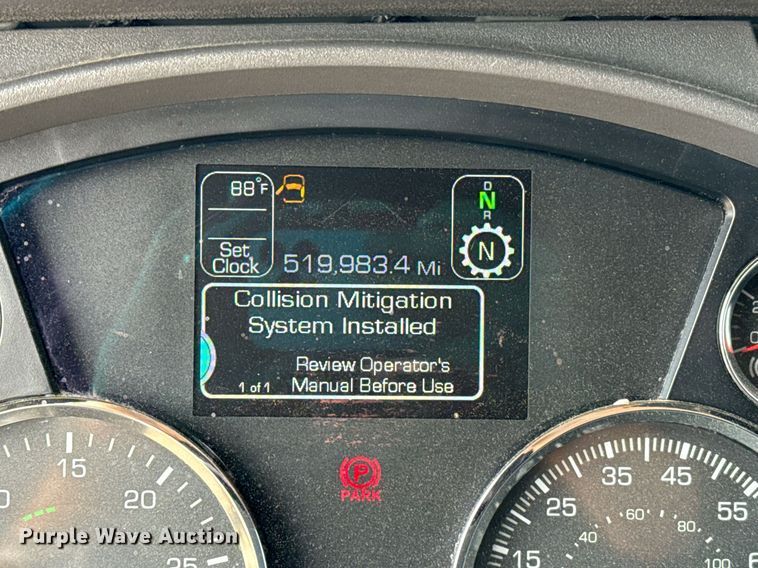 88°F
D
N
R
N
Set
Clock
519,983.4 Mi
Collision Mitigation
System Installed
Review Operator's
1 of 1 Manual Before Use
P
PARK
15
20
25
15
25
35
45
55
40
60
80
100
Purple Wave Auction